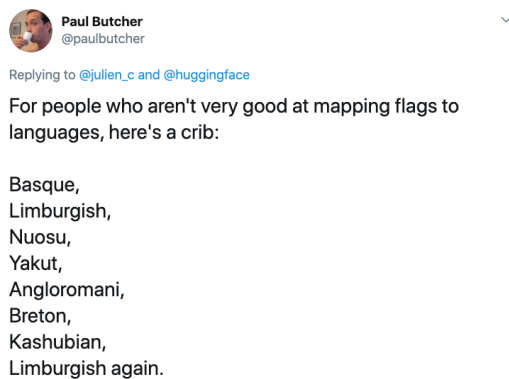 Paul Butcher
@paulbutcher
Replying to @julien_c and @huggingface
For people who aren't very good at mapping flags to
languages, here's a crib:
Basque,
Limburgish,
Nuosu,
Yakut,
Angloromani,
Breton,
Kashubian,
Limburgish again.